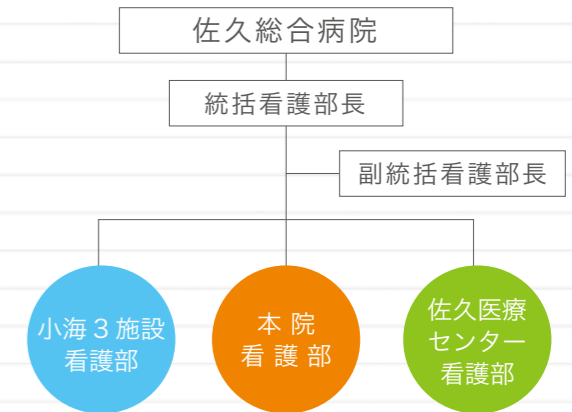 佐久総合病院
統括看護部長
副統括看護部長
小海3施設
看護部
本院
看護部
佐久医療
センター
看護部